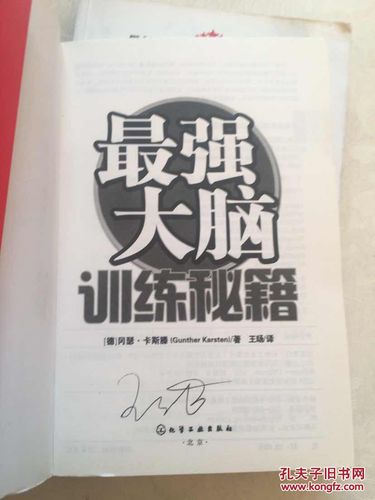 最强
大脑
训练秘籍
[德]冈瑟·卡斯滕(Gunther Karsten)/著 王旸/译
化学工业出版社
·北京·
孔夫子旧书网
www.kongfz.com